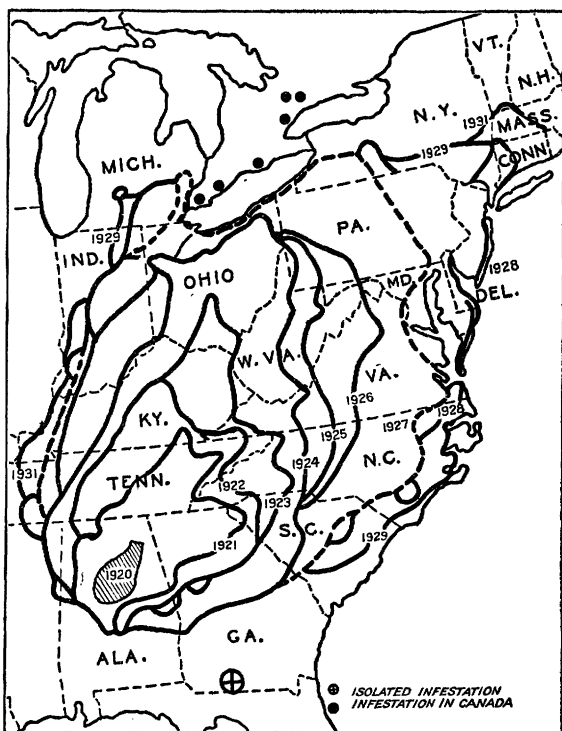 VT.
N.H.
N.Y.
1931
MASS.
1929
CONN
MICH.
PA.
1929
IND.
OHIO
MD.
1928
DEL.
W.VA.
VA.
1926
KY.
1927
1928
1925
N.C.
1931
TENN.
1924
1922
1923
S.C.
1921
1929
1920
GA.
ALA.
ISOLATED INFESTATION
INFESTATION IN CANADA